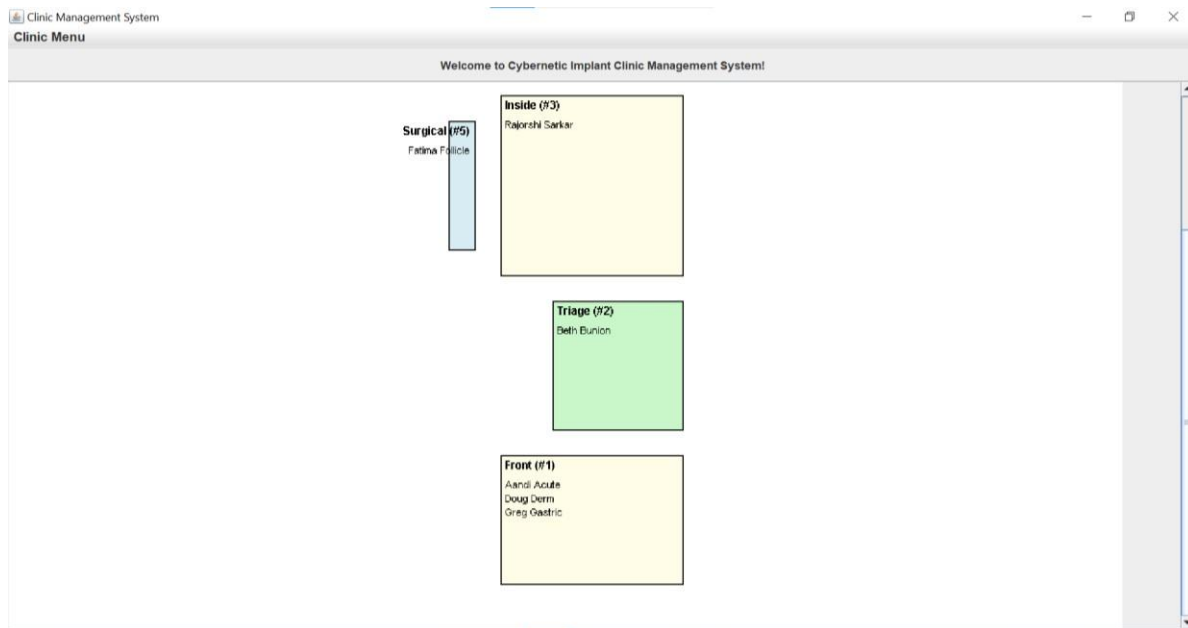 Clinic Management System
Clinic Menu
Welcome to Cybernetic Implant Clinic Management System!
Inside (#3)
Rajorshi Sarkar
Surgical (#5)
Fatima Follicle
Triage (#2)
Beth Bunion
Front (#1)
Aandi Acute
Doug Derm
Greg Gastric